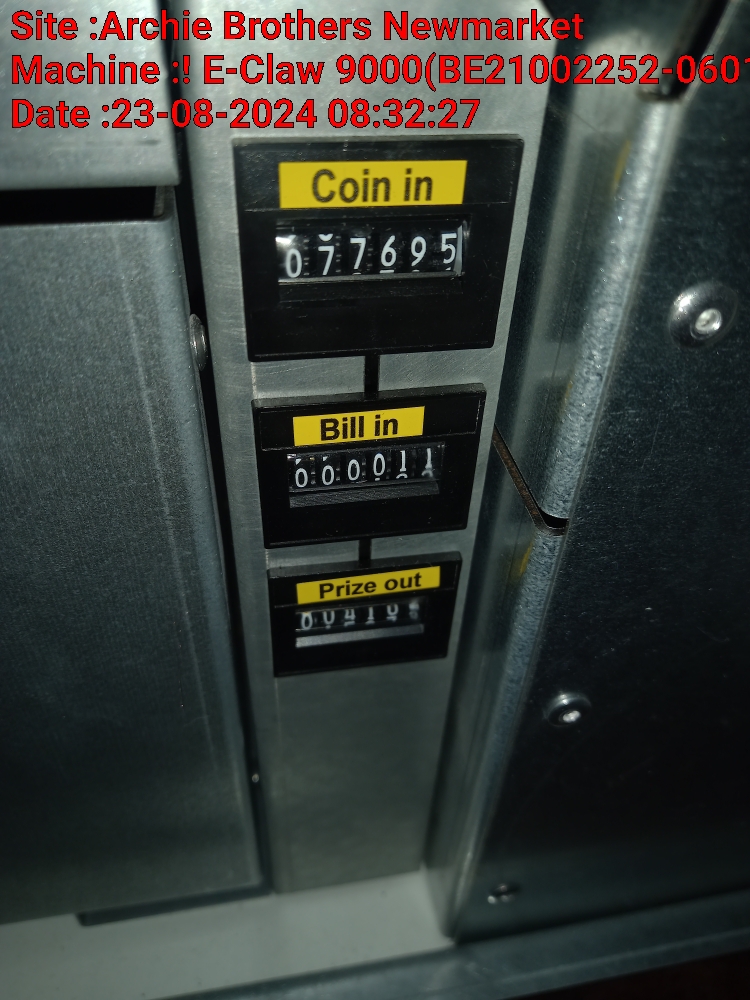 Site :Archie Brothers Newmarket
Machine :! E-Claw 9000(BE21002252-0601
Date :23-08-2024 08:32:27
Coin in
077695
Bill in
000011
Prize out